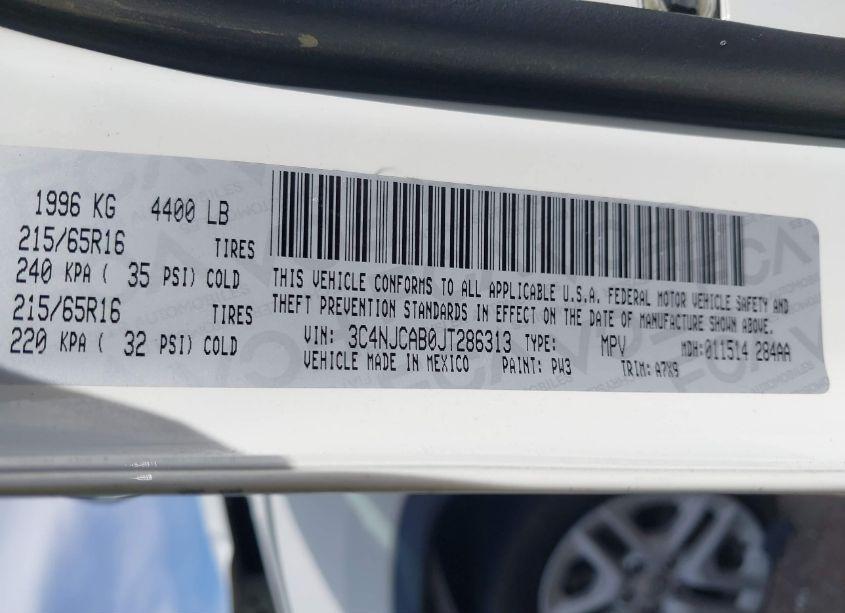 1996 KG 4400 LB
215/65R16 TIRES
240 KPA ( 35 PSI) COLD
215/65R16 TIRES
220 KPA ( 32 PSI) COLD
THIS VEHICLE CONFORMS TO ALL APPLICABLE U.S.A. FEDERAL MOTOR VEHICLE SAFETY AND
THEFT PREVENTION STANDARDS IN EFFECT ON THE DATE OF MANUFACTURE SHOWN ABOVE.
VIN: 3C4NJCAB0JT286313 TYPE: MPV MDH:011514 284AA
VEHICLE MADE IN MEXICO PAINT: PW3 TRIM: A7X9